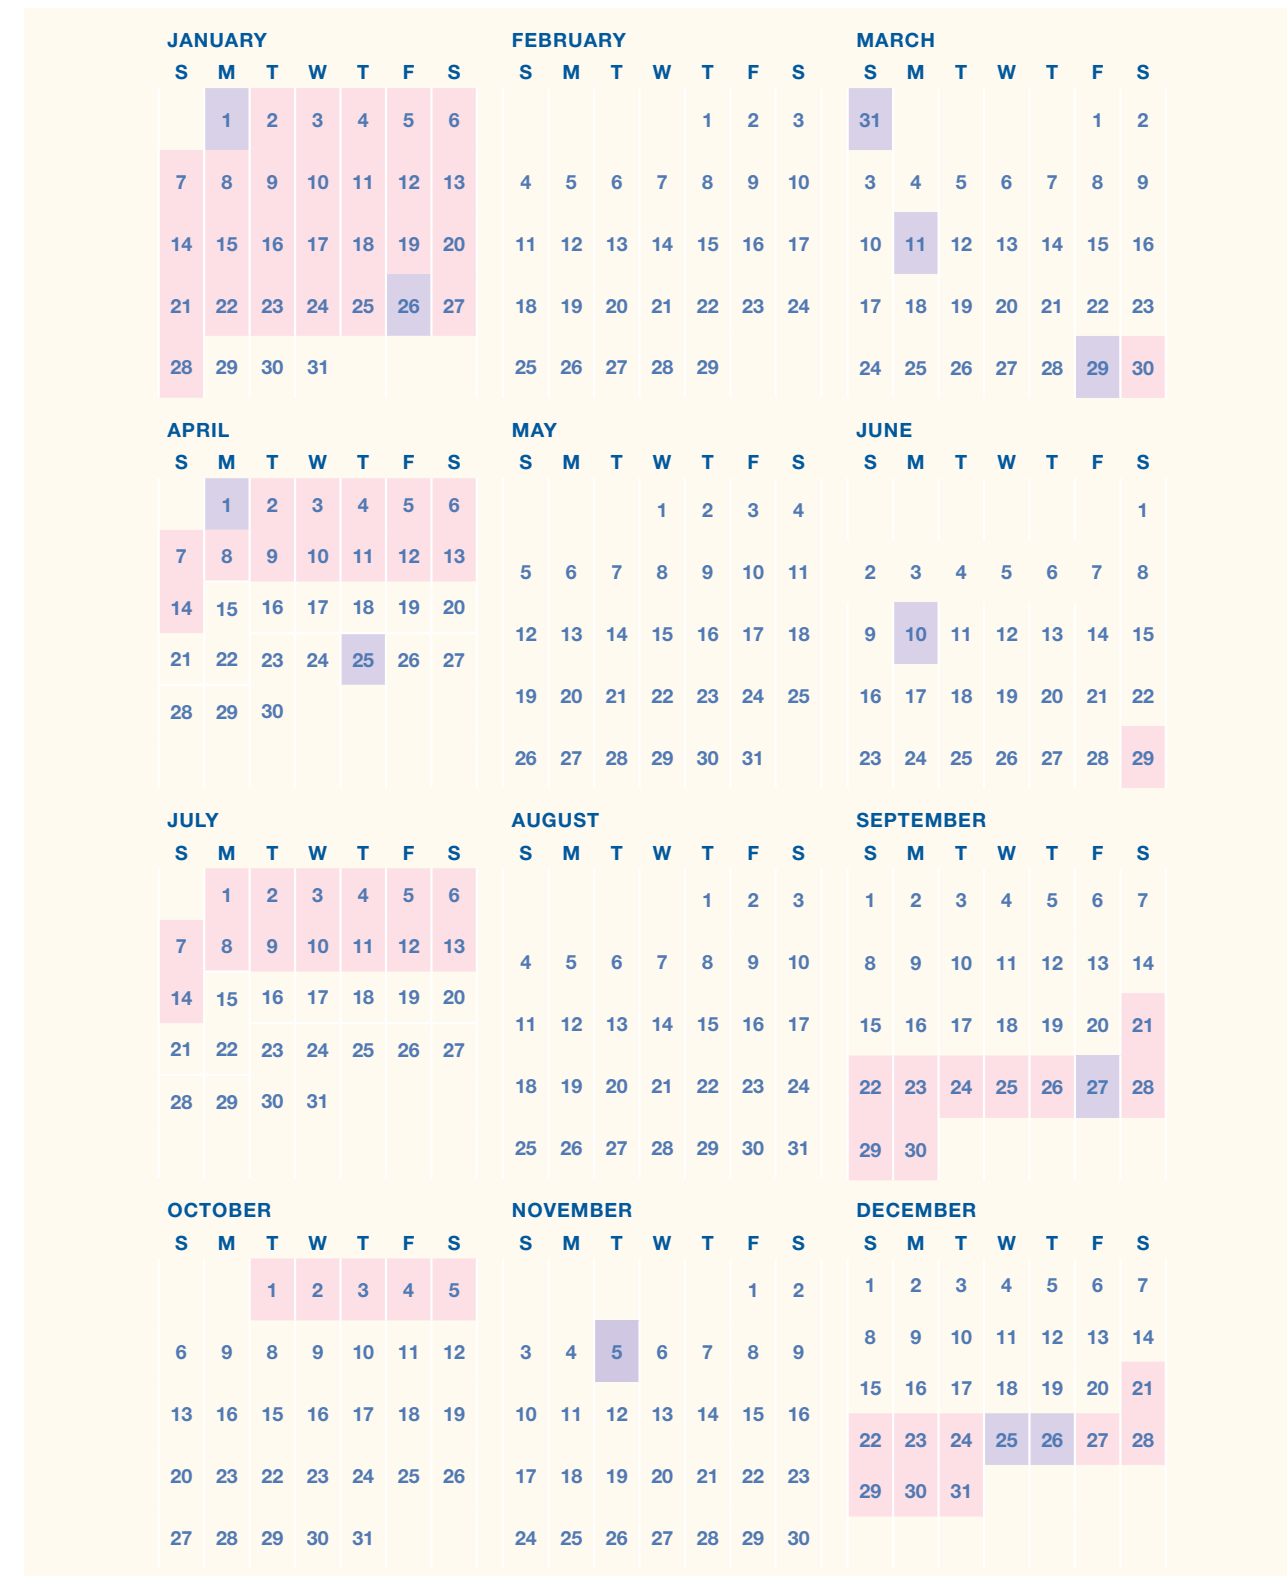 JANUARY
S M T W T F S
1 2 3 4 5 6
7 8 9 10 11 12 13
14 15 16 17 18 19 20
21 22 23 24 25 26 27
28 29 30 31
FEBRUARY
S M T W T F S
1 2 3
4 5 6 7 8 9 10
11 12 13 14 15 16 17
18 19 20 21 22 23 24
25 26 27 28 29
MARCH
S M T W T F S
31 1 2
3 4 5 6 7 8 9
10 11 12 13 14 15 16
17 18 19 20 21 22 23
24 25 26 27 28 29 30
APRIL
S M T W T F S
1 2 3 4 5 6
7 8 9 10 11 12 13
14 15 16 17 18 19 20
21 22 23 24 25 26 27
28 29 30
MAY
S M T W T F S
1 2 3 4
5 6 7 8 9 10 11
12 13 14 15 16 17 18
19 20 21 22 23 24 25
26 27 28 29 30 31
JUNE
S M T W T F S
1
2 3 4 5 6 7 8
9 10 11 12 13 14 15
16 17 18 19 20 21 22
23 24 25 26 27 28 29
JULY
S M T W T F S
1 2 3 4 5 6
7 8 9 10 11 12 13
14 15 16 17 18 19 20
21 22 23 24 25 26 27
28 29 30 31
AUGUST
S M T W T F S
1 2 3
4 5 6 7 8 9 10
11 12 13 14 15 16 17
18 19 20 21 22 23 24
25 26 27 28 29 30 31
SEPTEMBER
S M T W T F S
1 2 3 4 5 6 7
8 9 10 11 12 13 14
15 16 17 18 19 20 21
22 23 24 25 26 27 28
29 30
OCTOBER
S M T W T F S
1 2 3 4 5
6 9 8 9 10 11 12
13 16 15 16 17 18 19
20 23 22 23 24 25 26
27 28 29 30 31
NOVEMBER
S M T W T F S
1 2
3 4 5 6 7 8 9
10 11 12 13 14 15 16
17 18 19 20 21 22 23
24 25 26 27 28 29 30
DECEMBER
S M T W T F S
1 2 3 4 5 6 7
8 9 10 11 12 13 14
15 16 17 18 19 20 21
22 23 24 25 26 27 28
29 30 31